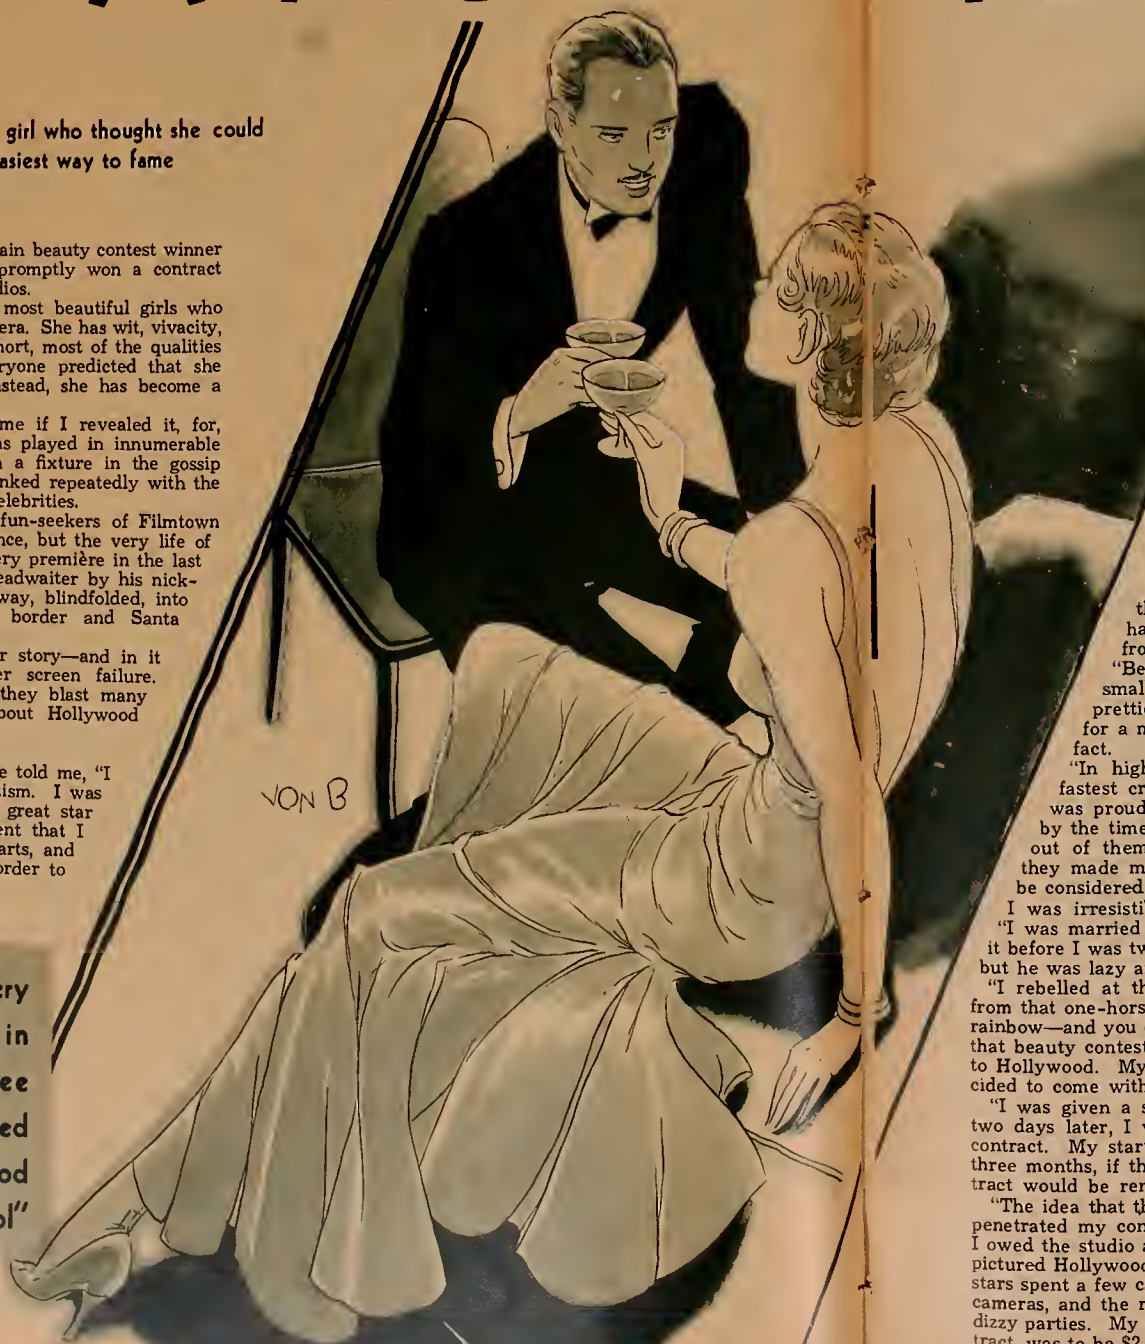 girl who thought she could
asiest way to fame
ain beauty contest winner
promptly won a contract
dios.
most beautiful girls who
era. She has wit, vivacity,
hort, most of the qualities
ryone predicted that she
stead, she has become a
me if I revealed it, for,
as played in innumerable
a fixture in the gossip
nked repeatedly with the
elebrities.
fun-seekers of Filmtown
nce, but the very life of
ery première in the last
eadwaiter by his nick-
way, blindfolded, into
border and Santa
r story—and in it
er screen failure.
they blast many
bout Hollywood
e told me, "I
ism. I was
great star
ent that I
arts, and
order to
ery
in
ee
ed
od
ol"
VON B
th
ha
fro
"Be
smal
pretti
for a m
fact.
"In high
fastest cr
was proud
by the time
out of them
they made m
be considered
I was irresisti
"I was married
it before I was tw
but he was lazy a
"I rebelled at th
from that one-hors
rainbow—and you
that beauty contest
to Hollywood. My
cided to come with
"I was given a s
two days later, I
contract. My star
three months, if th
tract would be ren
"The idea that th
penetrated my con
I owed the studio a
pictured Hollywood
stars spent a few c
cameras, and the r
dizzy parties. My
tract, was to be $2